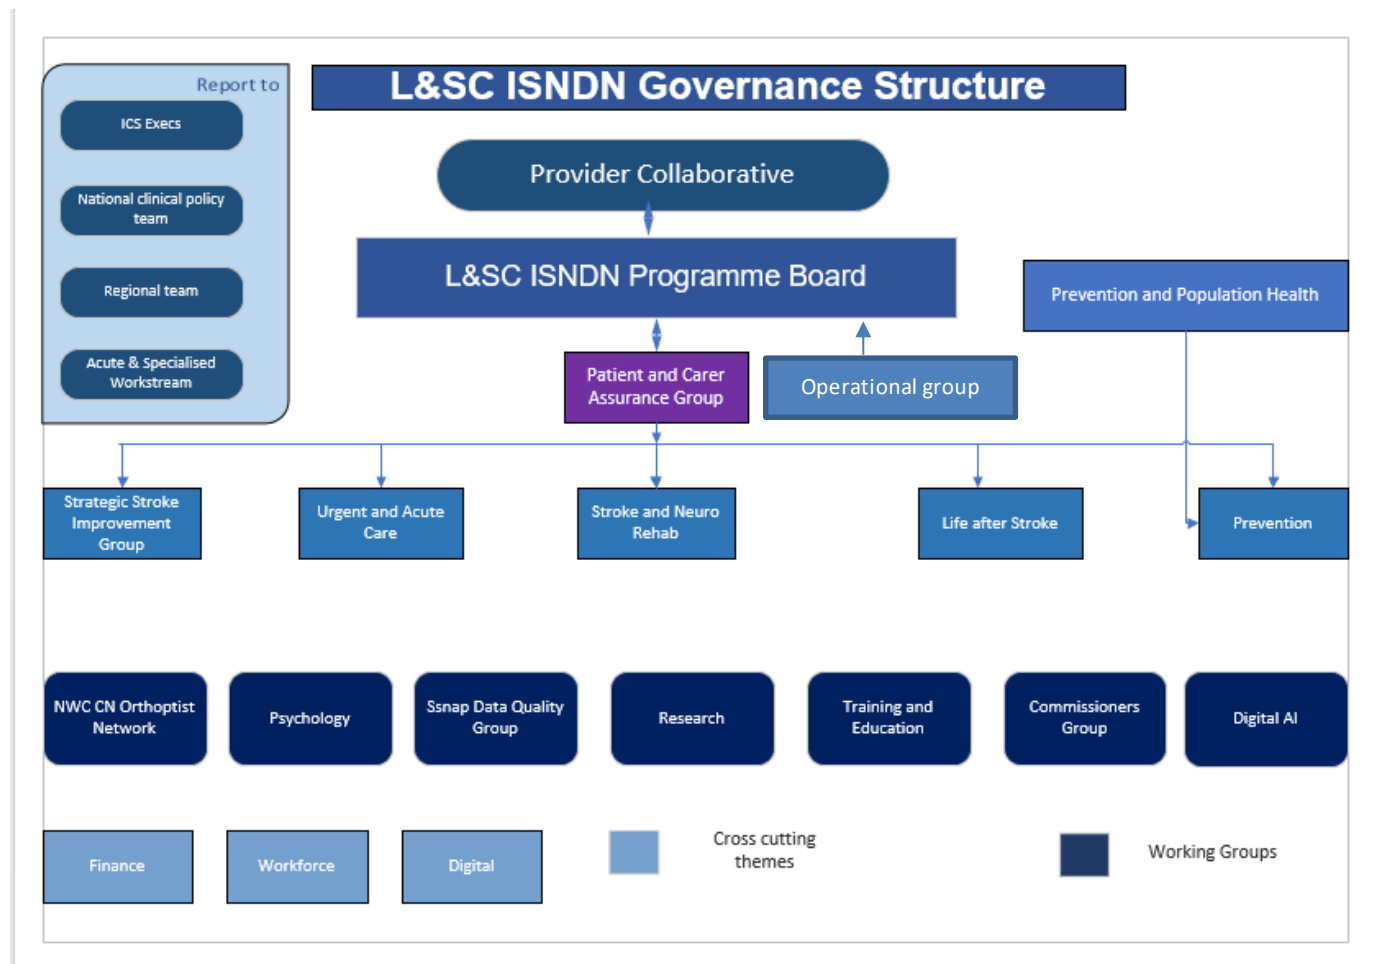 Report to
ICS Execs
National clinical policy
team
Regional team
Acute & Specialised
Workstream
L&SC ISNDN Governance Structure
Provider Collaborative
L&SC ISNDN Programme Board
Prevention and Population Health
Patient and Carer
Assurance Group
Operational group
Strategic Stroke
Improvement
Group
Urgent and Acute
Care
Stroke and Neuro
Rehab
Life after Stroke
Prevention
NWC CN Orthoptist
Network
Psychology
Ssnap Data Quality
Group
Research
Training and
Education
Commissioners
Group
Digital AI
Finance
Workforce
Digital
Cross cutting
themes
Working Groups